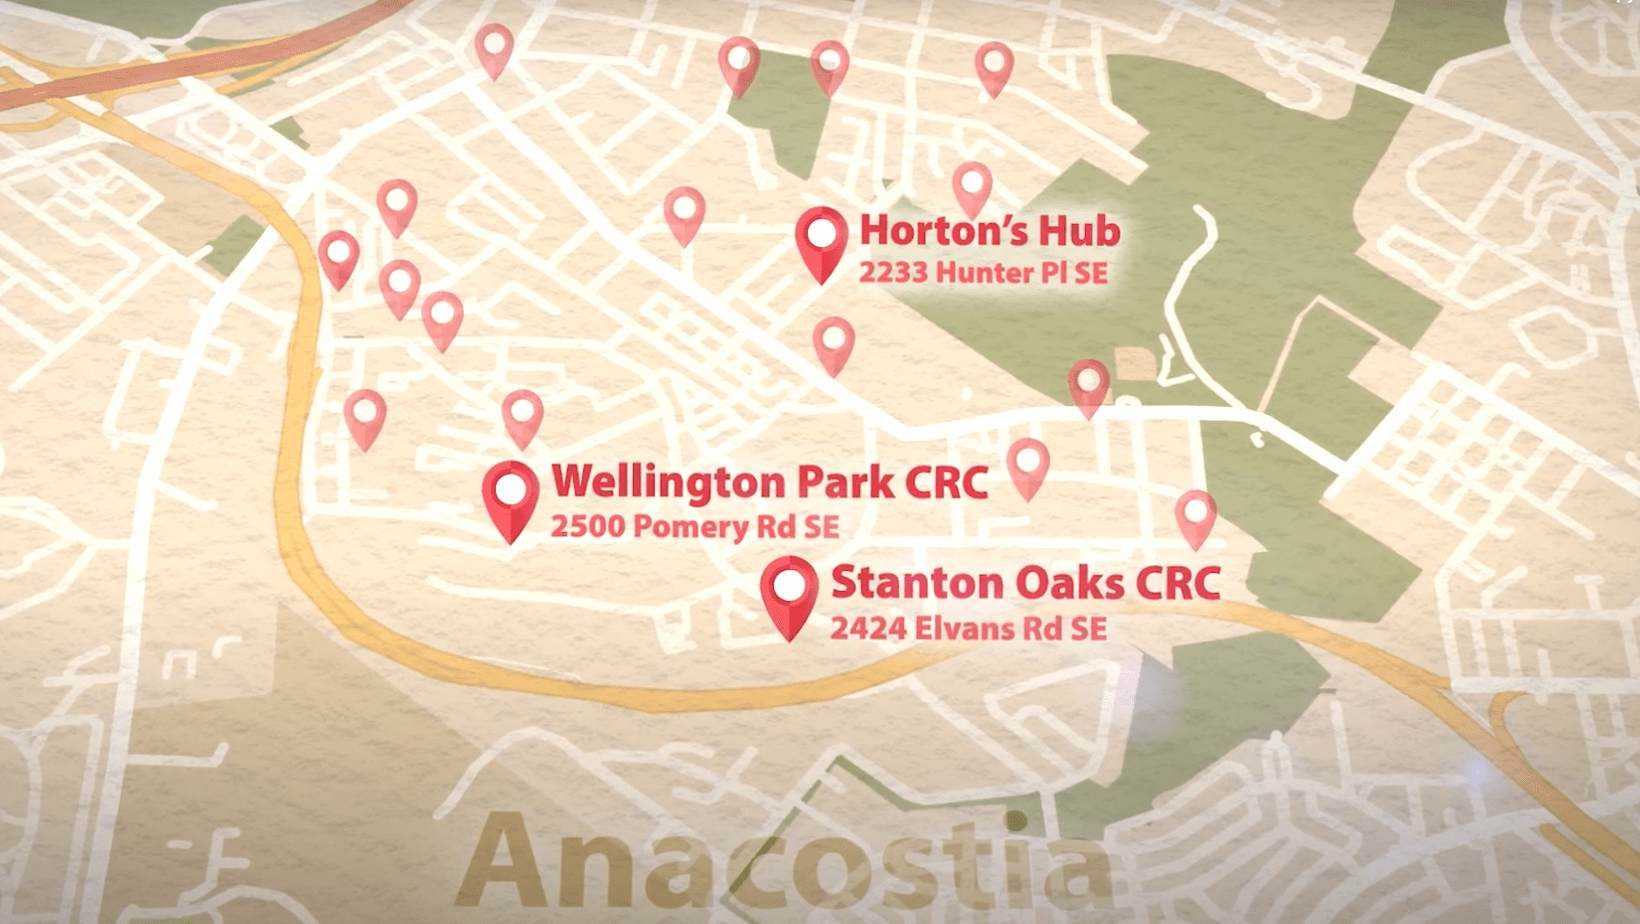 Horton’s Hub
2233 Hunter Pl SE
Wellington Park CRC
2500 Pomery Rd SE
Stanton Oaks CRC
2424 Elvans Rd SE
Anacostia